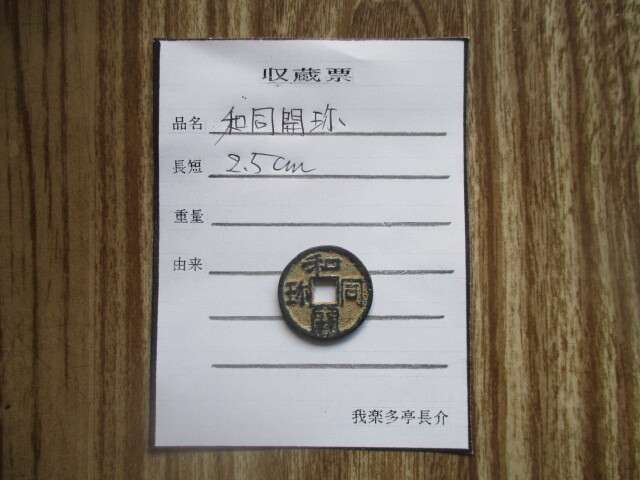 収蔵票
品名 和同開珎
長短 2.5cm
重量
由来
和
珎 同
開
我楽多亭長介